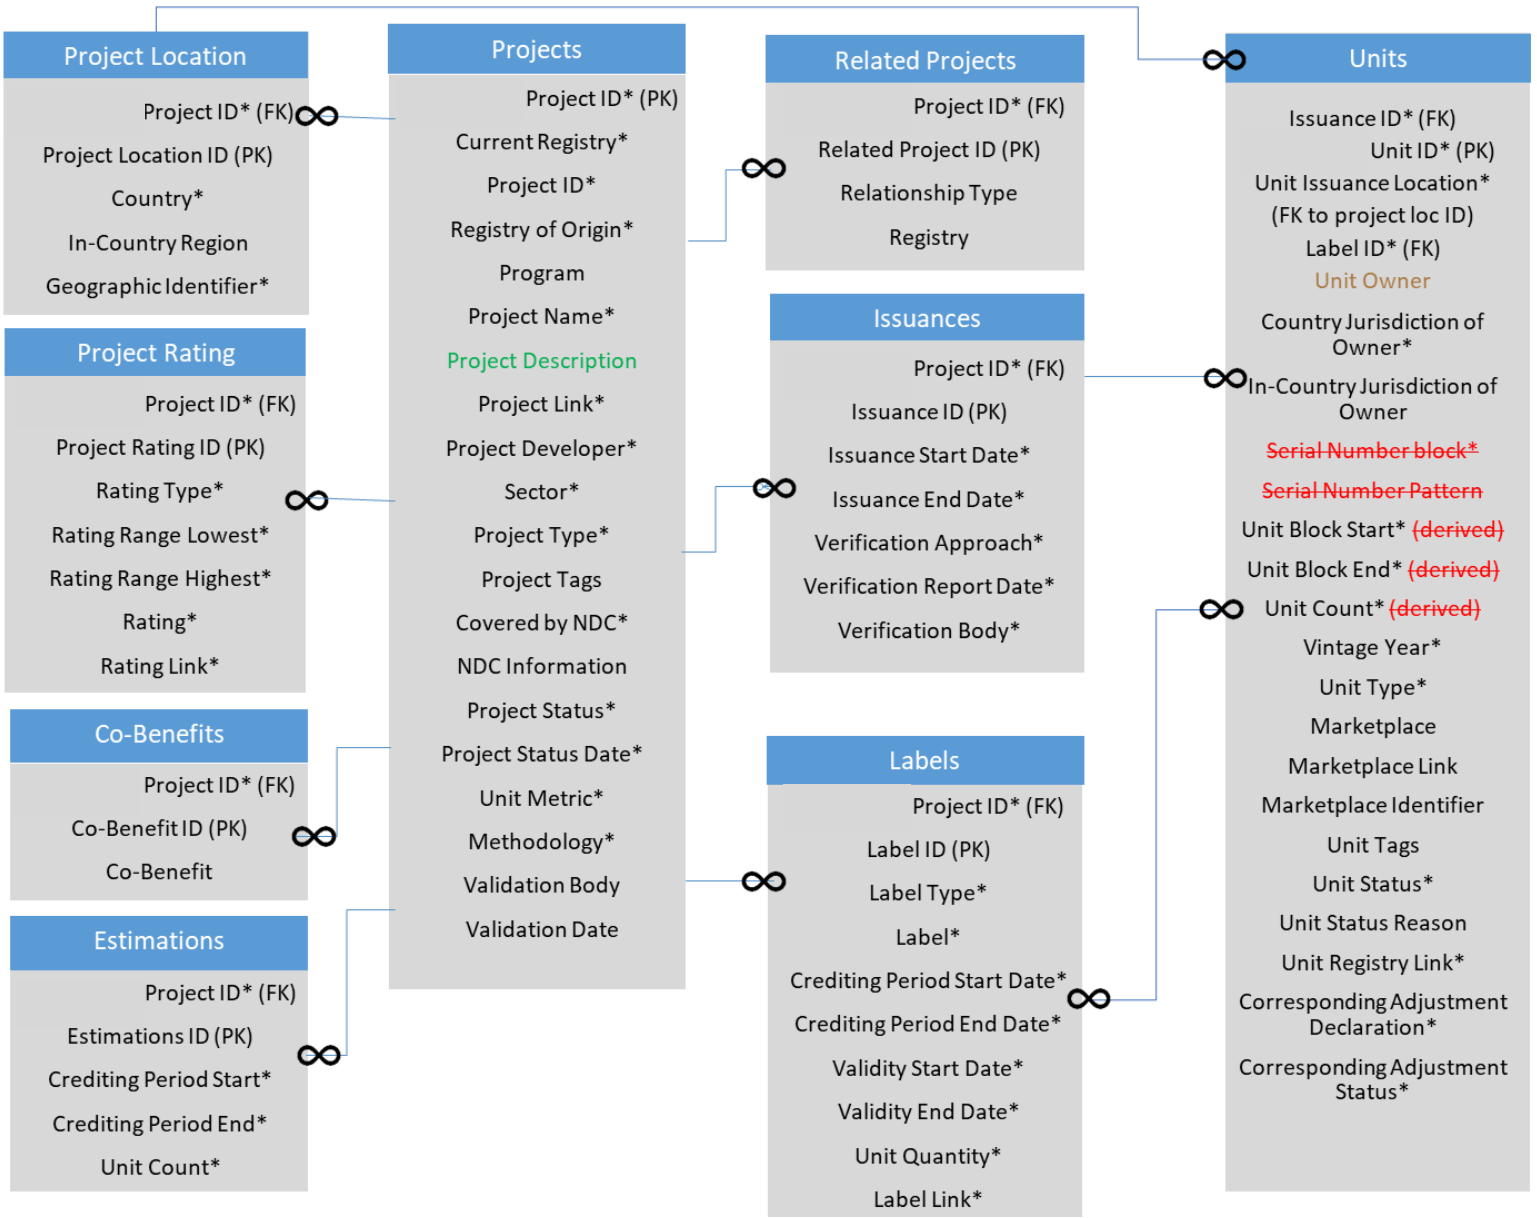 Project Location
Project ID* (FK)
Project Location ID (PK)
Country*
In-Country Region
Geographic Identifier*
Project Rating
Project ID* (FK)
Project Rating ID (PK)
Rating Type*
Rating Range Lowest*
Rating Range Highest*
Rating*
Rating Link*
Co-Benefits
Project ID* (FK)
Co-Benefit ID (PK)
Co-Benefit
Estimations
Project ID* (FK)
Estimations ID (PK)
Crediting Period Start*
Crediting Period End*
Unit Count*
Projects
Project ID* (PK)
Current Registry*
Project ID*
Registry of Origin*
Program
Project Name*
Project Description
Project Link*
Project Developer*
Sector*
Project Type*
Project Tags
Covered by NDC*
NDC Information
Project Status*
Project Status Date*
Unit Metric*
Methodology*
Validation Body
Validation Date
Related Projects
Project ID* (FK)
Related Project ID (PK)
Relationship Type
Registry
Issuances
Project ID* (FK)
Issuance ID (PK)
Issuance Start Date*
Issuance End Date*
Verification Approach*
Verification Report Date*
Verification Body*
Labels
Project ID* (FK)
Label ID (PK)
Label Type*
Label*
Crediting Period Start Date*
Crediting Period End Date*
Validity Start Date*
Validity End Date*
Unit Quantity*
Label Link*
Units
Issuance ID* (FK)
Unit ID* (PK)
Unit Issuance Location*
(FK to project loc ID)
Label ID* (FK)
Unit Owner
Country Jurisdiction of
Owner*
In-Country Jurisdiction of
Owner
Serial Number block*
Serial Number Pattern
Unit Block Start* (derived)
Unit Block End* (derived)
Unit Count* (derived)
Vintage Year*
Unit Type*
Marketplace
Marketplace Link
Marketplace Identifier
Unit Tags
Unit Status*
Unit Status Reason
Unit Registry Link*
Corresponding Adjustment
Declaration*
Corresponding Adjustment
Status*